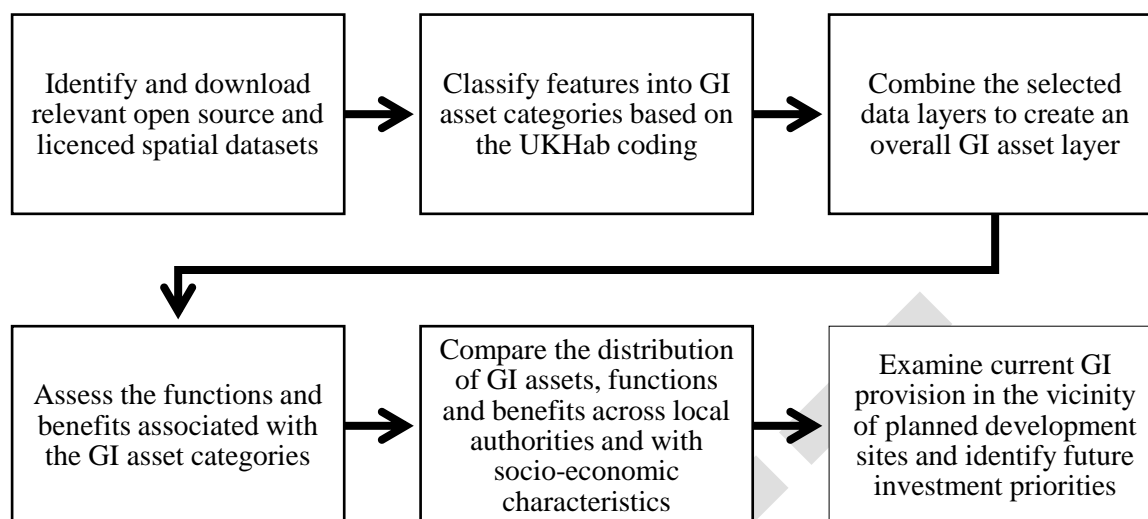 Identify and download
relevant open source and
licenced spatial datasets
Classify features into GI
asset categories based on
the UKHab coding
Combine the selected
data layers to create an
overall GI asset layer
Assess the functions and
benefits associated with
the GI asset categories
Compare the distribution
of GI assets, functions
and benefits across local
authorities and with
socio-economic
characteristics
Examine current GI
provision in the vicinity
of planned development
sites and identify future
investment priorities